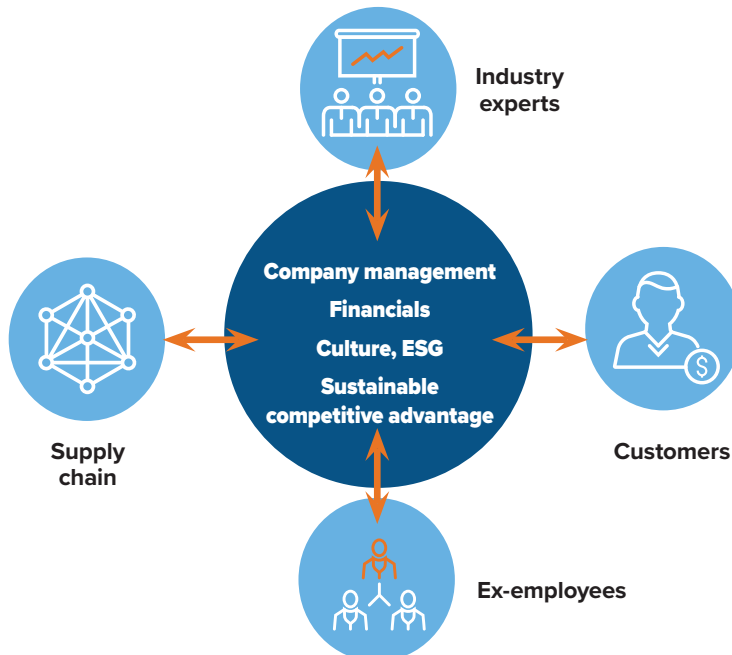 Industry
experts
Company management
Financials
Culture, ESG
Sustainable
competitive advantage
Supply
chain
Customers
$
Ex-employees